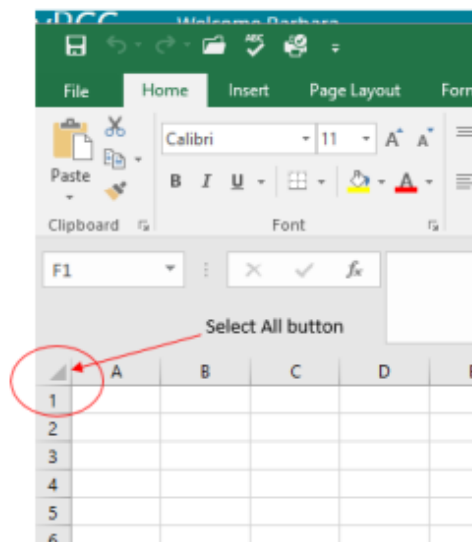 Welcome Barbara
File Home Insert Page Layout
Calibri 11 A A
Paste B I U A
Clipboard Font
F1 fx
Select All button
A B C D
1
2
3
4
5
6